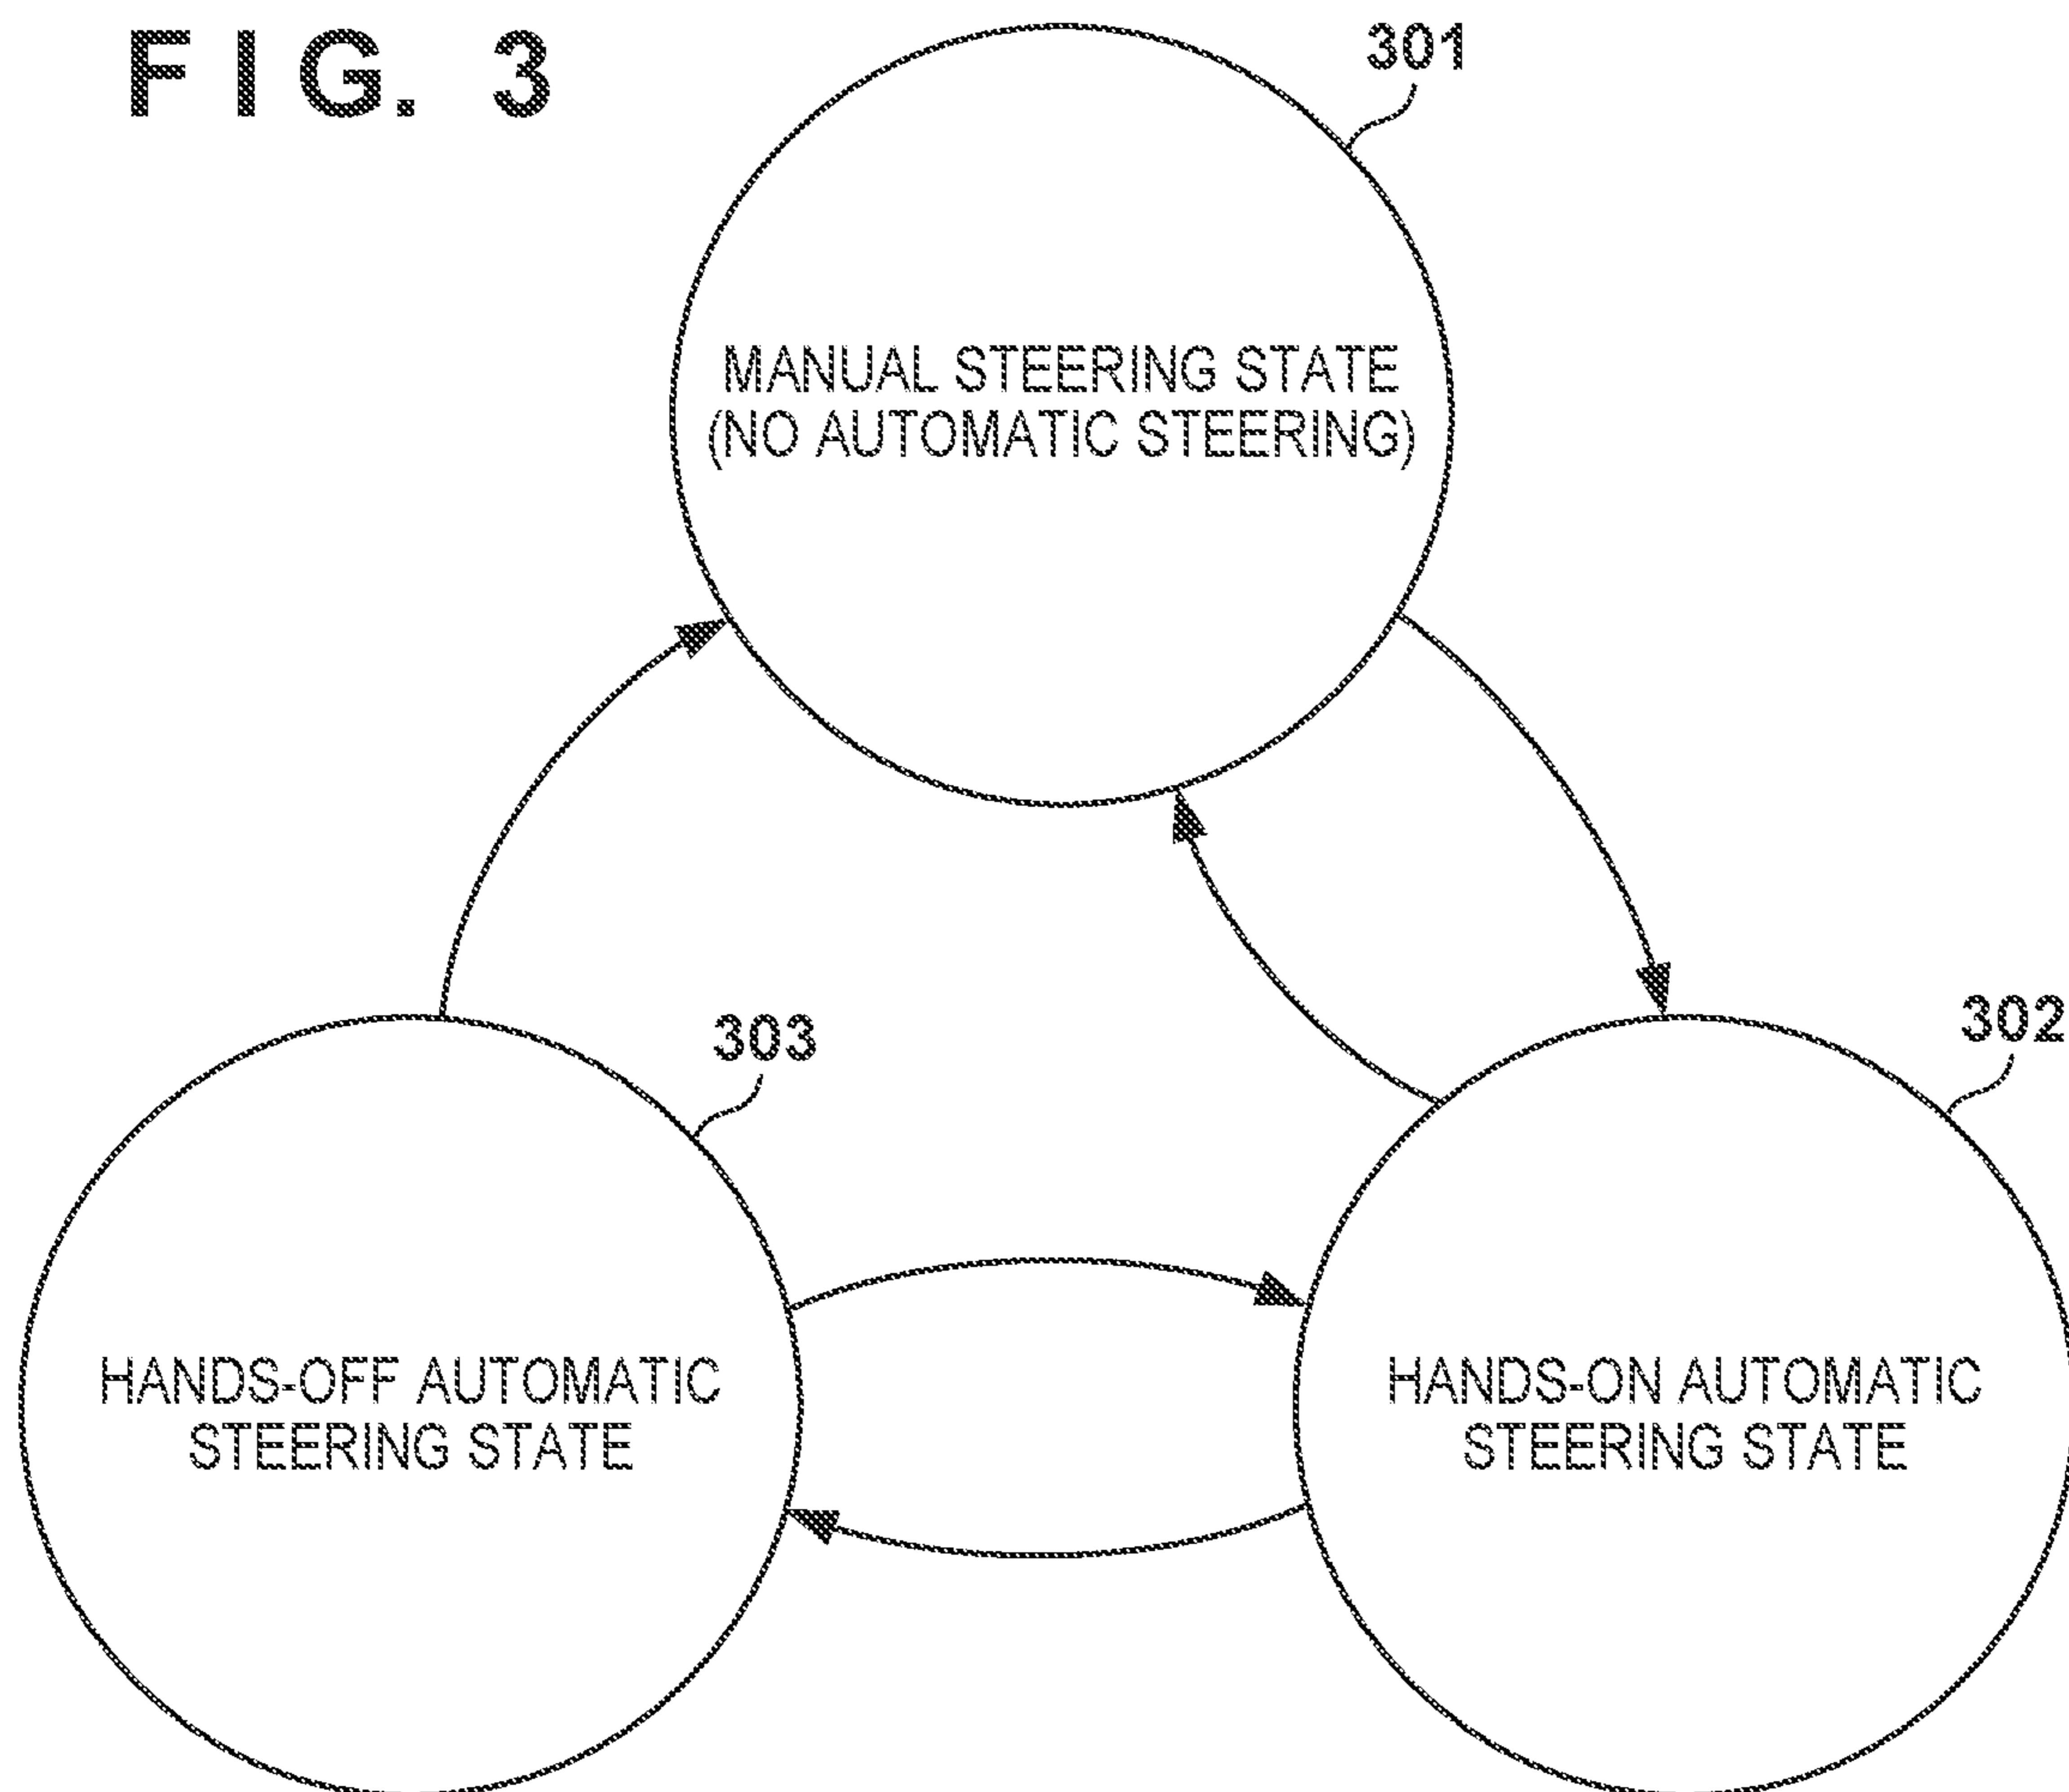 FIG. 3
301
MANUAL STEERING STATE
(NO AUTOMATIC STEERING)
303
302
HANDS-OFF AUTOMATIC
STEERING STATE
HANDS-ON AUTOMATIC
STEERING STATE